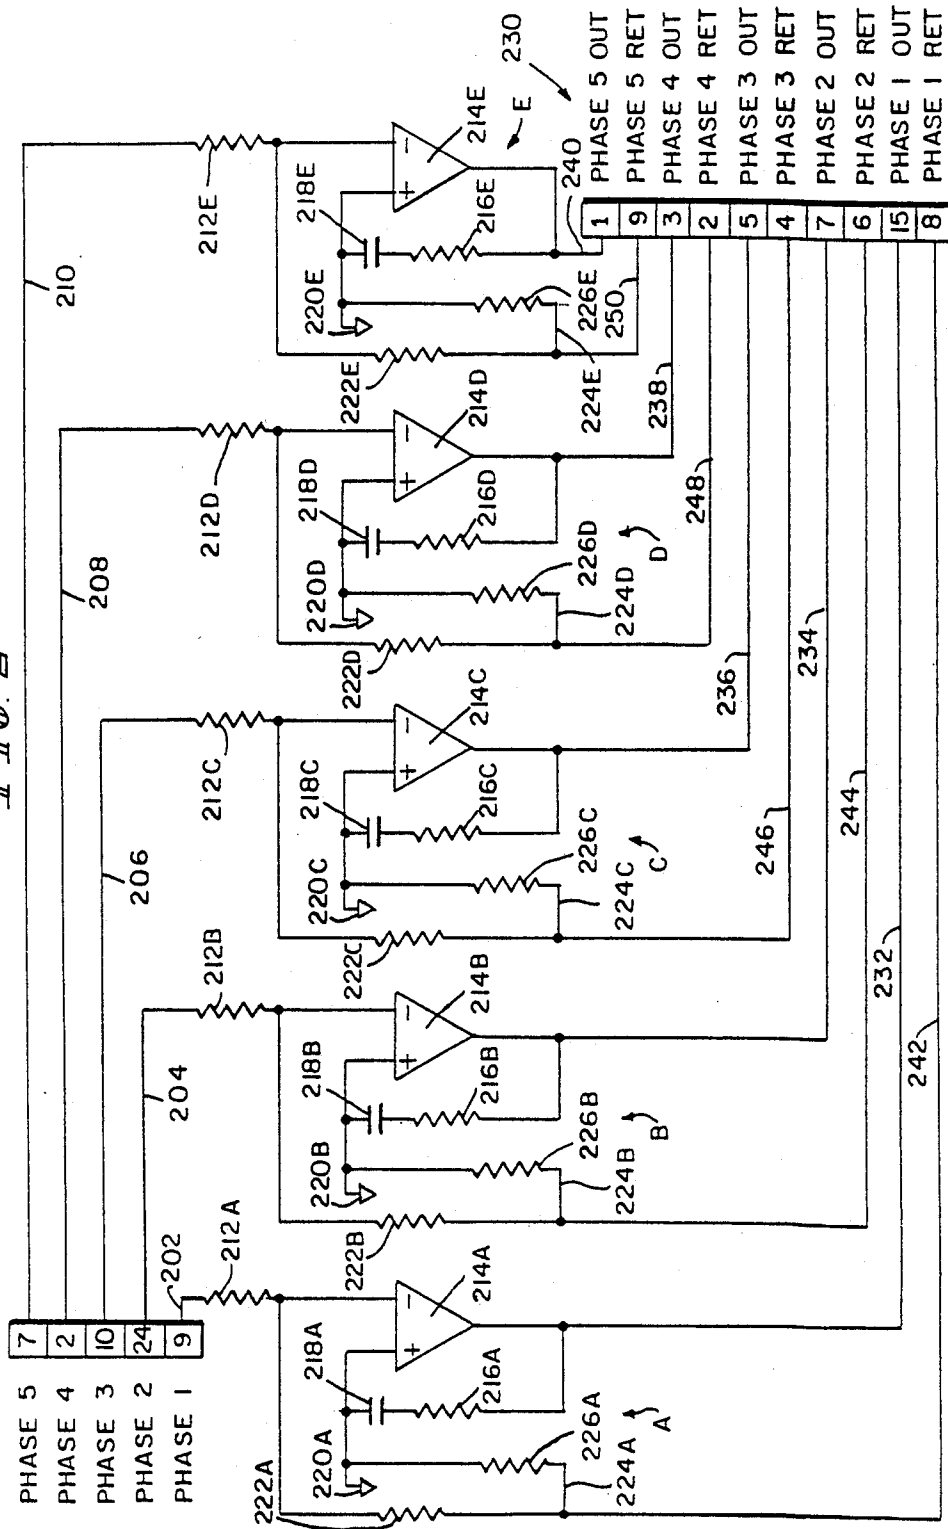 PHASE 5 7
PHASE 4 2
PHASE 3 10
PHASE 2 24
PHASE 1 9
210
208
206
204
202
212A
212B
212C
212D
212E
222A
220A
218A
214A
216A
226A
224A
A
222B
220B
218B
214B
216B
226B
224B
B
222C
220C
218C
214C
216C
226C
224C
C
222D
220D
218D
214D
216D
226D
224D
D
222E
220E
218E
214E
216E
226E
224E
E
- +
- +
- +
- +
- +
230
240
250
238
248
236
246
234
244
232
242
1 PHASE 5 OUT
9 PHASE 5 RET
3 PHASE 4 OUT
2 PHASE 4 RET
5 PHASE 3 OUT
4 PHASE 3 RET
7 PHASE 2 OUT
6 PHASE 2 RET
15 PHASE 1 OUT
8 PHASE 1 RET